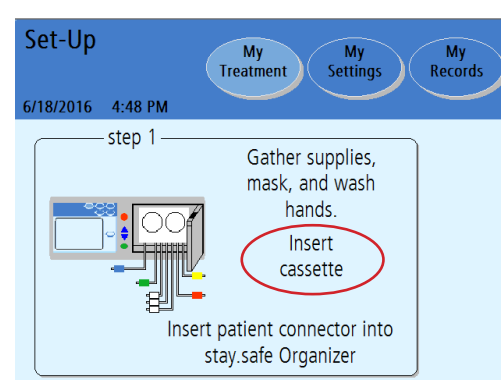 Set-Up
My
Treatment
My
Settings
My
Records
6/18/2016 4:48 PM
step 1
Gather supplies,
mask, and wash
hands.
Insert
cassette
Insert patient connector into
stay.safe Organizer